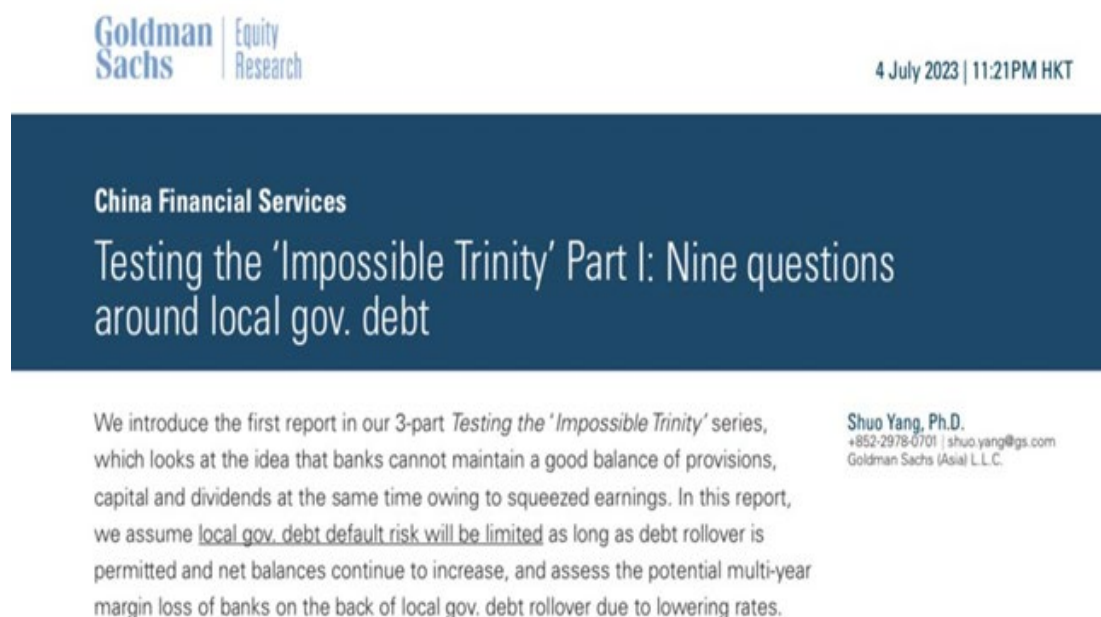 Goldman Sachs
Equity Research
4 July 2023 | 11:21PM HKT
China Financial Services
Testing the ‘Impossible Trinity’ Part I: Nine questions
around local gov. debt
We introduce the first report in our 3-part Testing the ‘Impossible Trinity’ series,
which looks at the idea that banks cannot maintain a good balance of provisions,
capital and dividends at the same time owing to squeezed earnings. In this report,
we assume local gov. debt default risk will be limited as long as debt rollover is
permitted and net balances continue to increase, and assess the potential multi-year
margin loss of banks on the back of local gov. debt rollover due to lowering rates.
Shuo Yang, Ph.D.
+852-2978-0701 | shuo.yang@gs.com
Goldman Sachs (Asia) L.L.C.